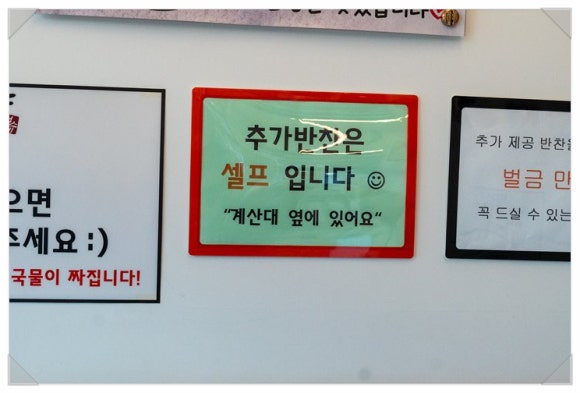 추가반찬은
셀프 입니다 ☺
"계산대 옆에 있어요"
으면
주세요 :)
국물이 짜집니다!
추가 제공 반찬을
벌금 만
꼭 드실 수 있는